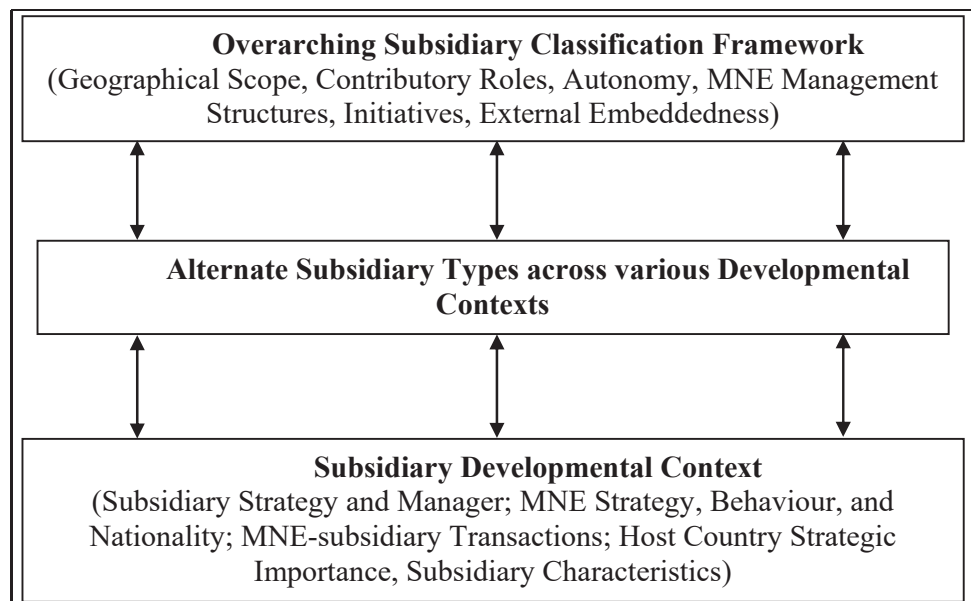 Overarching Subsidiary Classification Framework
(Geographical Scope, Contributory Roles, Autonomy, MNE Management
Structures, Initiatives, External Embeddedness)
Alternate Subsidiary Types across various Developmental
Contexts
Subsidiary Developmental Context
(Subsidiary Strategy and Manager; MNE Strategy, Behaviour, and
Nationality; MNE-subsidiary Transactions; Host Country Strategic
Importance, Subsidiary Characteristics)